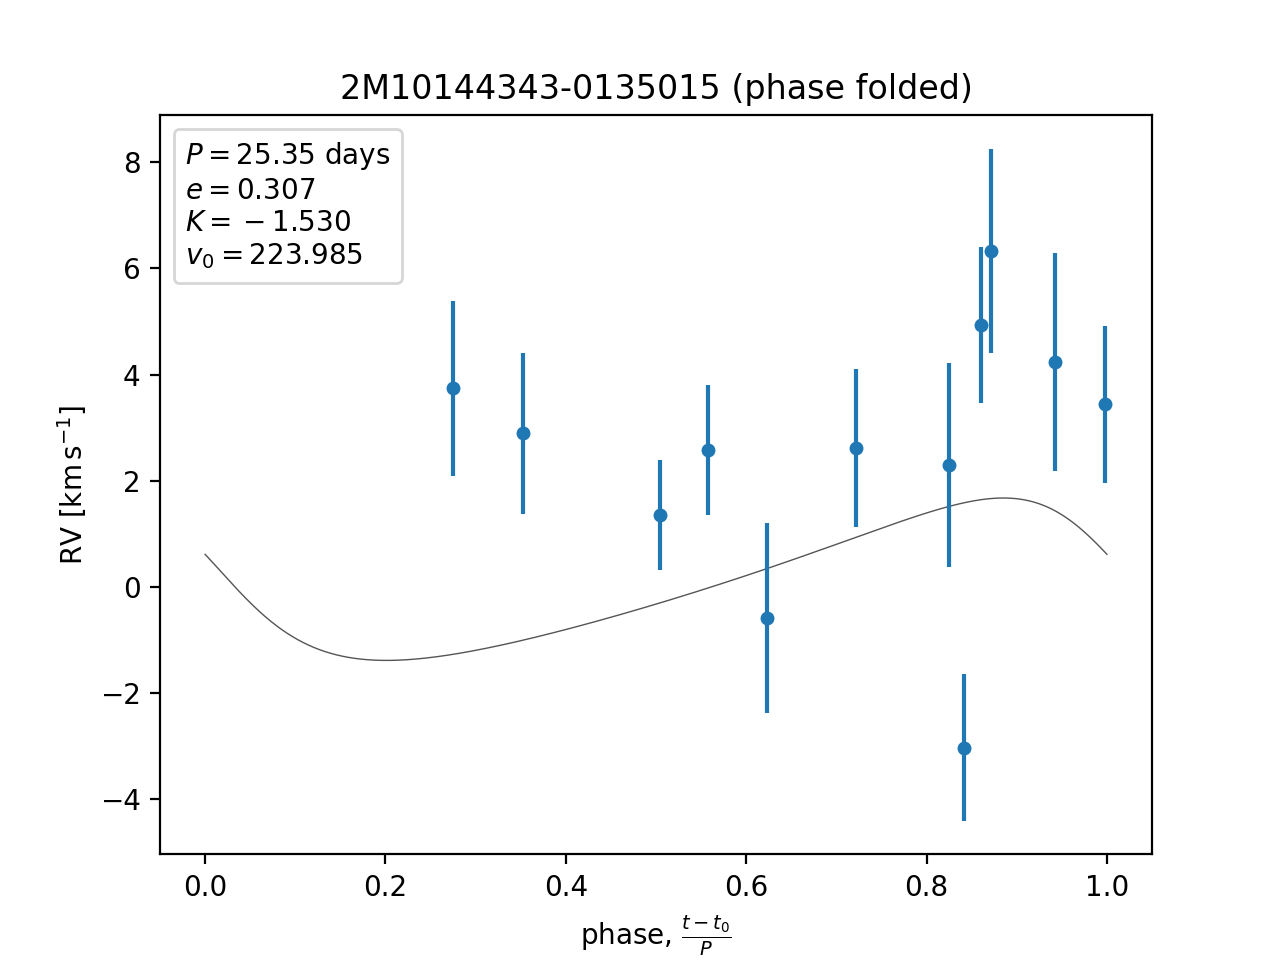 2M10144343-0135015 (phase folded)
P = 25.35 days
e = 0.307
K = −1.530
v₀ = 223.985
8
6
4
2
0
−2
−4
RV [km s⁻¹]
0.0 0.2 0.4 0.6 0.8 1.0
phase, (t − t₀)/P